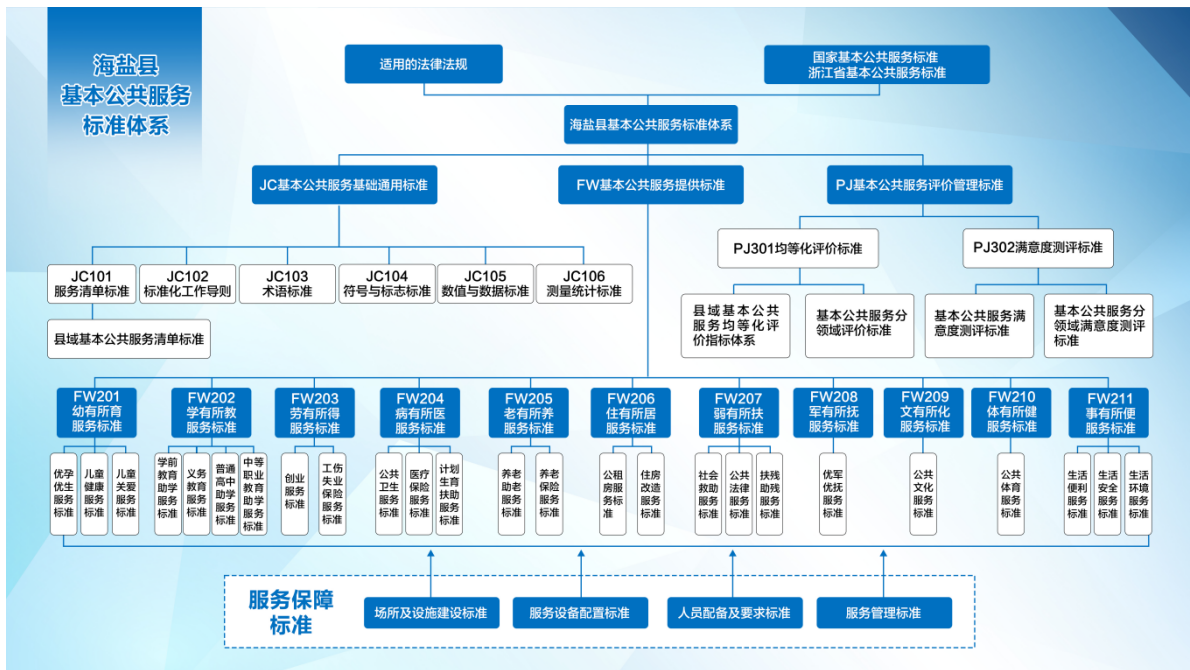 海盐县
基本公共服务
标准体系
适用的法律法规
国家基本公共服务标准
浙江省基本公共服务标准
海盐县基本公共服务标准体系
JC基本公共服务基础通用标准
FW基本公共服务提供标准
PJ基本公共服务评价管理标准
PJ301均等化评价标准
PJ302满意度测评标准
JC101
服务清单标准
JC102
标准化工作导则
JC103
术语标准
JC104
符号与标志标准
JC105
数值与数据标准
JC106
测量统计标准
县域基本公共服务清单标准
县域基本公共
服务均等化评
价指标体系
基本公共服务分
领域评价标准
基本公共服务满
意度测评标准
基本公共服务分
领域满意度测评
标准
FW201
幼有所育
服务标准
FW202
学有所教
服务标准
FW203
劳有所得
服务标准
FW204
病有所医
服务标准
FW205
老有所养
服务标准
FW206
住有所居
服务标准
FW207
弱有所扶
服务标准
FW208
军有所抚
服务标准
FW209
文有所化
服务标准
FW210
体有所健
服务标准
FW211
事有所便
服务标准
优孕
优生
服务
标准
儿童
健康
服务
标准
儿童
关爱
服务
标准
学前
教育
助学
服务
标准
义务
教育
服务
标准
普通
高中
助学
服务
标准
中等
职业
教育
助学
服务
标准
创业
服务
标准
工伤
失业
保险
服务
标准
公共
卫生
服务
标准
医疗
保险
服务
标准
计划
生育
扶助
服务
标准
养老
助老
服务
标准
养老
保险
服务
标准
公租
房服
务标
准
住房
改造
服务
标准
社会
救助
服务
标准
公共
法律
服务
标准
扶残
助残
服务
标准
优军
优抚
服务
标准
公共
文化
服务
标准
公共
体育
服务
标准
生活
便利
服务
标准
生活
安全
服务
标准
生活
环境
服务
标准
服务保障
标准
场所及设施建设标准
服务设备配置标准
人员配备及要求标准
服务管理标准